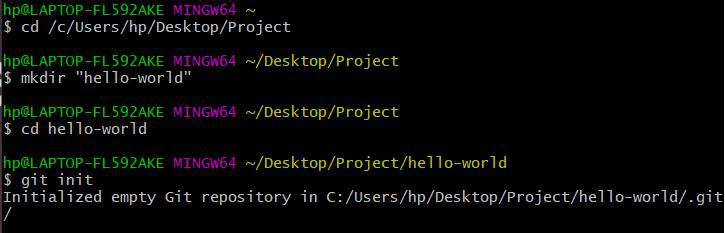 hp@LAPTOP-FL592AKE MINGW64 ~
$ cd /c/Users/hp/Desktop/Project
hp@LAPTOP-FL592AKE MINGW64 ~/Desktop/Project
$ mkdir "hello-world"
hp@LAPTOP-FL592AKE MINGW64 ~/Desktop/Project
$ cd hello-world
hp@LAPTOP-FL592AKE MINGW64 ~/Desktop/Project/hello-world
$ git init
Initialized empty Git repository in C:/Users/hp/Desktop/Project/hello-world/.git
/